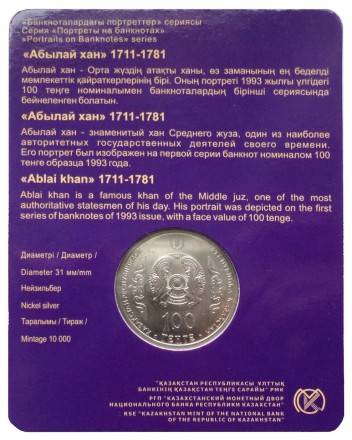 «Банкноталардағы портреттер» сериясы
Серия «Портреты на банкнотах»
«Portraits on Banknotes» series
«Абылай хан» 1711-1781
Абылай хан - Орта жүздің атақты ханы, өз заманының ең беделді
мемлекеттік қайраткерлерінің бірі. Оның портреті 1993 жылғы үлгідегі
100 теңге номиналымен банкноталардың бірінші сериясында
бейнеленген болатын.
«Абылай хан» 1711-1781
Абылай хан - знаменитый хан Среднего жуза, один из наиболее
авторитетных государственных деятелей своего времени.
Его портрет был изображен на первой серии банкнот номиналом 100
тенге образца 1993 года.
«Ablai khan» 1711-1781
Ablai khan is a famous khan of the Middle juz, one of the most
authoritative statesmen of his day. His portrait was depicted on the first
series of banknotes of 1993 issue, with a face value of 100 tenge.
Диаметрі / Диаметр /
Diameter 31 мм/mm
Нейзильбер
Nickel silver
Таралымы / Тираж /
Mintage 10 000
100
ТЕҢГЕ
"ҚАЗАҚСТАН РЕСПУБЛИКАСЫ ҰЛТТЫҚ
БАНКІНІҢ ҚАЗАҚСТАН ТЕҢГЕ САРАЙЫ" РМК
РГП "КАЗАХСТАНСКИЙ МОНЕТНЫЙ ДВОР
НАЦИОНАЛЬНОГО БАНКА РЕСПУБЛИКИ КАЗАХСТАН"
RSE "KAZAKHSTAN MINT OF THE NATIONAL BANK
OF THE REPUBLIC OF KAZAKHSTAN"